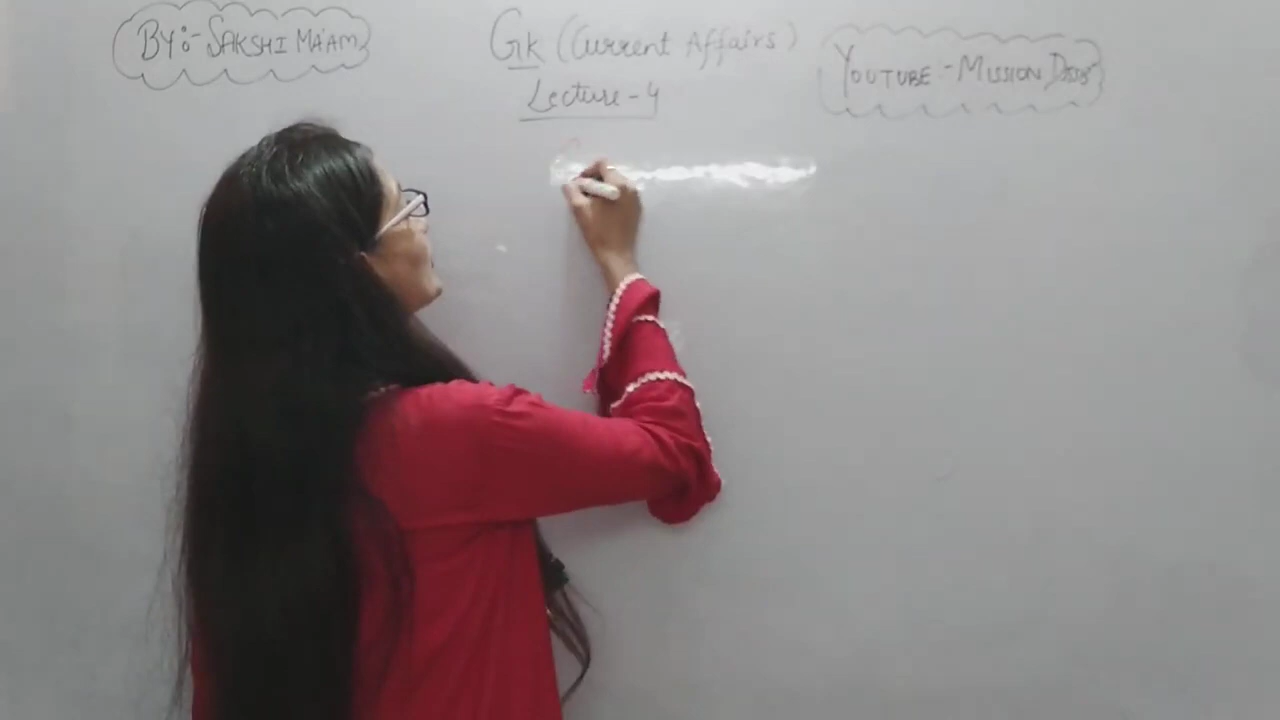 BY:- SAKSHI MA'AM
GK (Current Affairs)
Lecture-4
YOUTUBE:- MISSION